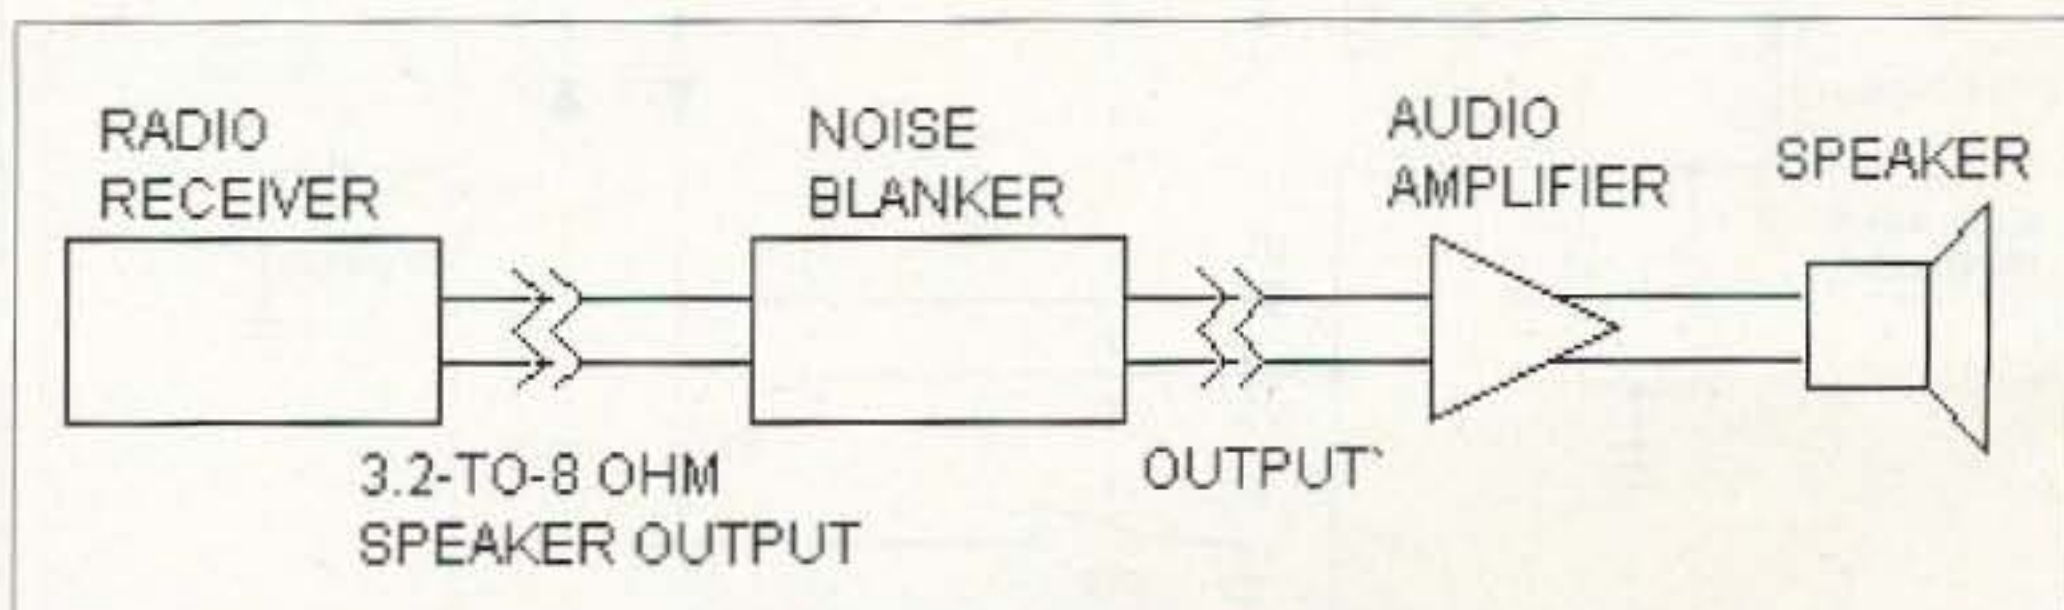 RADIO
RECEIVER
NOISE
BLANKER
AUDIO
AMPLIFIER
SPEAKER
3.2-TO-8 OHM
SPEAKER OUTPUT
OUTPUT`